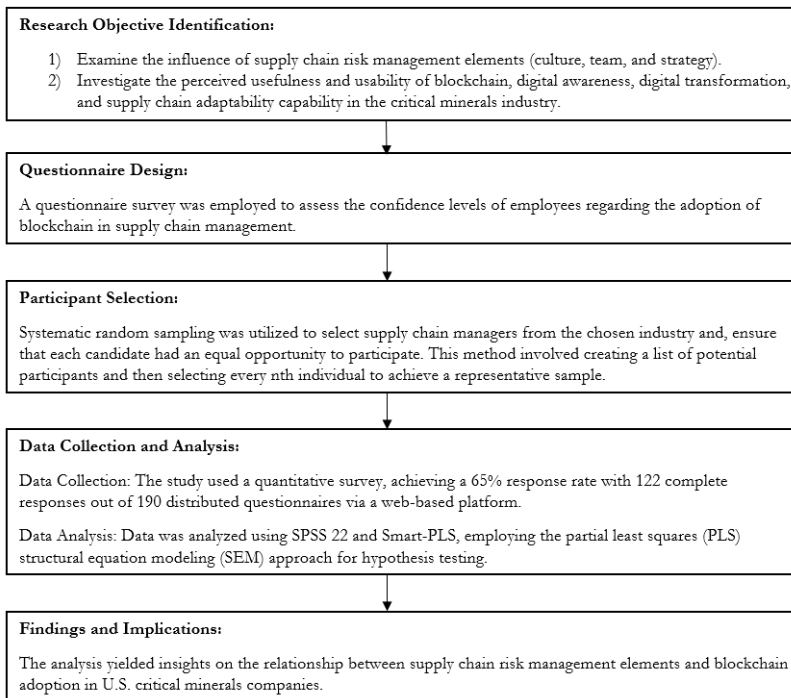 Research Objective Identification:
1) Examine the influence of supply chain risk management elements (culture, team, and strategy).
2) Investigate the perceived usefulness and usability of blockchain, digital awareness, digital transformation,
and supply chain adaptability capability in the critical minerals industry.
Questionnaire Design:
A questionnaire survey was employed to assess the confidence levels of employees regarding the adoption of
blockchain in supply chain management.
Participant Selection:
Systematic random sampling was utilized to select supply chain managers from the chosen industry and, ensure
that each candidate had an equal opportunity to participate. This method involved creating a list of potential
participants and then selecting every nth individual to achieve a representative sample.
Data Collection and Analysis:
Data Collection: The study used a quantitative survey, achieving a 65% response rate with 122 complete
responses out of 190 distributed questionnaires via a web-based platform.
Data Analysis: Data was analyzed using SPSS 22 and Smart-PLS, employing the partial least squares (PLS)
structural equation modeling (SEM) approach for hypothesis testing.
Findings and Implications:
The analysis yielded insights on the relationship between supply chain risk management elements and blockchain
adoption in U.S. critical minerals companies.